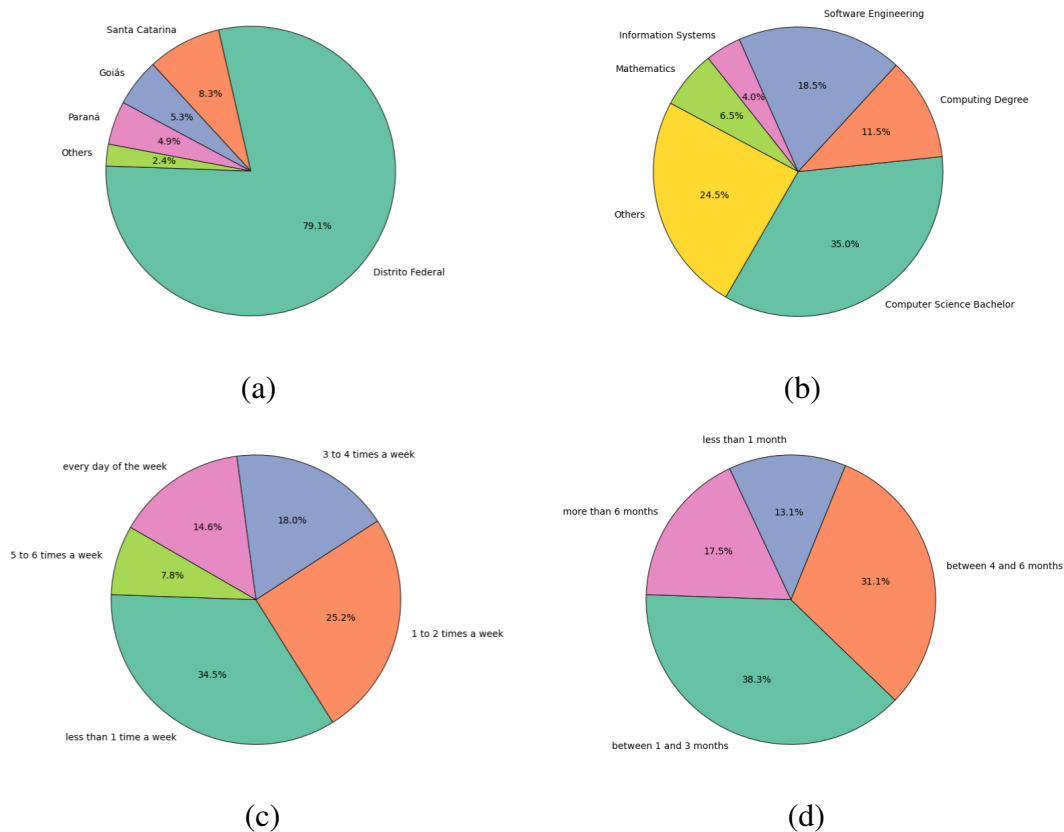 Santa Catarina
Goiás
Paraná
Others
8.3%
5.3%
4.9%
2.4%
79.1%
Distrito Federal
(a)
Software Engineering
Information Systems
Mathematics
Computing Degree
18.5%
4.0%
6.5%
11.5%
24.5%
Others
35.0%
Computer Science Bachelor
(b)
3 to 4 times a week
every day of the week
18.0%
14.6%
5 to 6 times a week
7.8%
25.2%
1 to 2 times a week
34.5%
less than 1 time a week
(c)
less than 1 month
more than 6 months
13.1%
17.5%
31.1%
between 4 and 6 months
38.3%
between 1 and 3 months
(d)